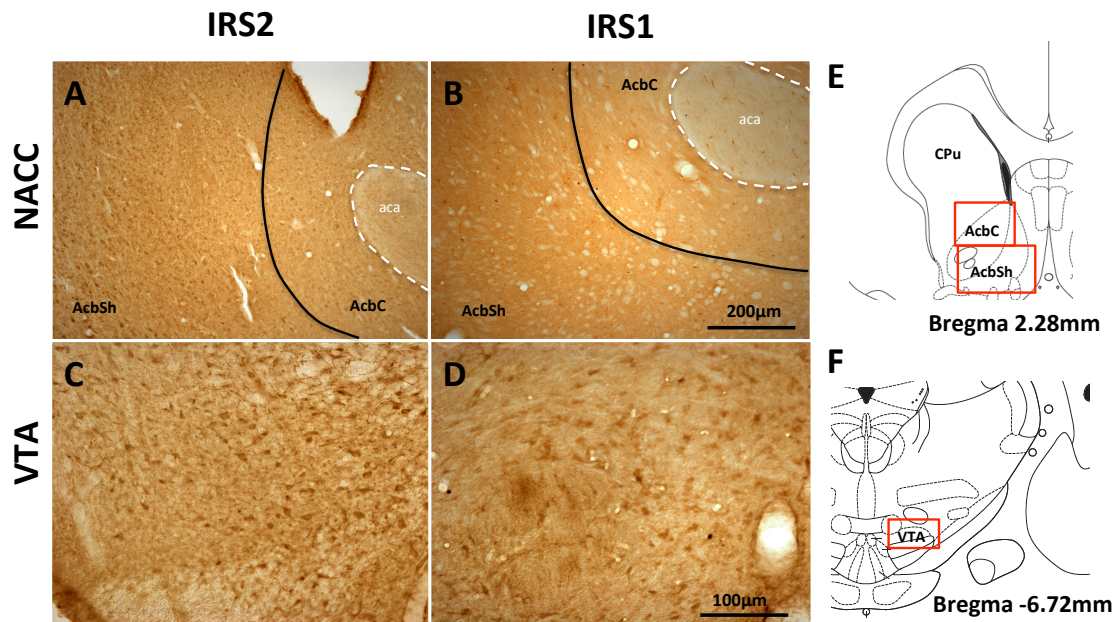 IRS2
IRS1
NACC
A
aca
AcbSh
AcbC
B
AcbC
aca
AcbSh
200µm
E
CPu
AcbC
AcbSh
Bregma 2.28mm
VTA
C
D
100µm
F
VTA
Bregma -6.72mm